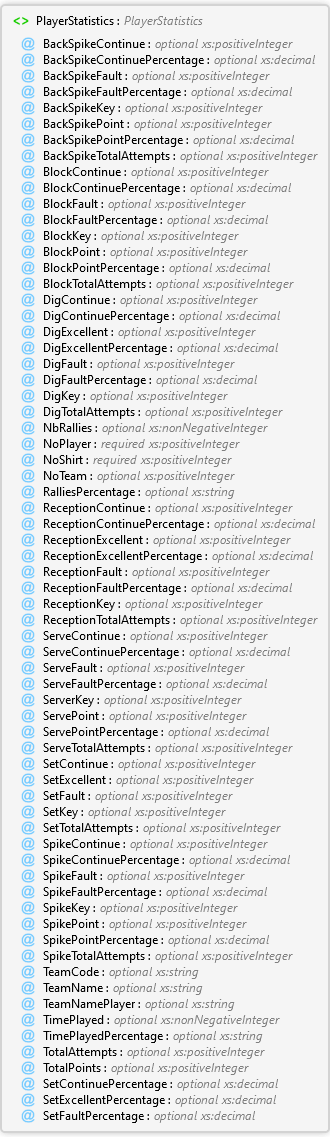 <> PlayerStatistics : PlayerStatistics
@ BackSpikeContinue : optional xs:positiveInteger
@ BackSpikeContinuePercentage : optional xs:decimal
@ BackSpikeFault : optional xs:positiveInteger
@ BackSpikeFaultPercentage : optional xs:decimal
@ BackSpikeKey : optional xs:positiveInteger
@ BackSpikePoint : optional xs:positiveInteger
@ BackSpikePointPercentage : optional xs:decimal
@ BackSpikeTotalAttempts : optional xs:positiveInteger
@ BlockContinue : optional xs:positiveInteger
@ BlockContinuePercentage : optional xs:decimal
@ BlockFault : optional xs:positiveInteger
@ BlockFaultPercentage : optional xs:decimal
@ BlockKey : optional xs:positiveInteger
@ BlockPoint : optional xs:positiveInteger
@ BlockPointPercentage : optional xs:decimal
@ BlockTotalAttempts : optional xs:positiveInteger
@ DigContinue : optional xs:positiveInteger
@ DigContinuePercentage : optional xs:decimal
@ DigExcellent : optional xs:positiveInteger
@ DigExcellentPercentage : optional xs:decimal
@ DigFault : optional xs:positiveInteger
@ DigFaultPercentage : optional xs:decimal
@ DigKey : optional xs:positiveInteger
@ DigTotalAttempts : optional xs:positiveInteger
@ NbRallies : optional xs:nonNegativeInteger
@ NoPlayer : required xs:positiveInteger
@ NoShirt : required xs:positiveInteger
@ NoTeam : optional xs:positiveInteger
@ RalliesPercentage : optional xs:string
@ ReceptionContinue : optional xs:positiveInteger
@ ReceptionContinuePercentage : optional xs:decimal
@ ReceptionExcellent : optional xs:positiveInteger
@ ReceptionExcellentPercentage : optional xs:decimal
@ ReceptionFault : optional xs:positiveInteger
@ ReceptionFaultPercentage : optional xs:decimal
@ ReceptionKey : optional xs:positiveInteger
@ ReceptionTotalAttempts : optional xs:positiveInteger
@ ServeContinue : optional xs:positiveInteger
@ ServeContinuePercentage : optional xs:decimal
@ ServeFault : optional xs:positiveInteger
@ ServeFaultPercentage : optional xs:decimal
@ ServerKey : optional xs:positiveInteger
@ ServePoint : optional xs:positiveInteger
@ ServePointPercentage : optional xs:decimal
@ ServeTotalAttempts : optional xs:positiveInteger
@ SetContinue : optional xs:positiveInteger
@ SetExcellent : optional xs:positiveInteger
@ SetFault : optional xs:positiveInteger
@ SetKey : optional xs:positiveInteger
@ SetTotalAttempts : optional xs:positiveInteger
@ SpikeContinue : optional xs:positiveInteger
@ SpikeContinuePercentage : optional xs:decimal
@ SpikeFault : optional xs:positiveInteger
@ SpikeFaultPercentage : optional xs:decimal
@ SpikeKey : optional xs:positiveInteger
@ SpikePoint : optional xs:positiveInteger
@ SpikePointPercentage : optional xs:decimal
@ SpikeTotalAttempts : optional xs:positiveInteger
@ TeamCode : optional xs:string
@ TeamName : optional xs:string
@ TeamNamePlayer : optional xs:string
@ TimePlayed : optional xs:nonNegativeInteger
@ TimePlayedPercentage : optional xs:string
@ TotalAttempts : optional xs:positiveInteger
@ TotalPoints : optional xs:positiveInteger
@ SetContinuePercentage : optional xs:decimal
@ SetExcellentPercentage : optional xs:decimal
@ SetFaultPercentage : optional xs:decimal